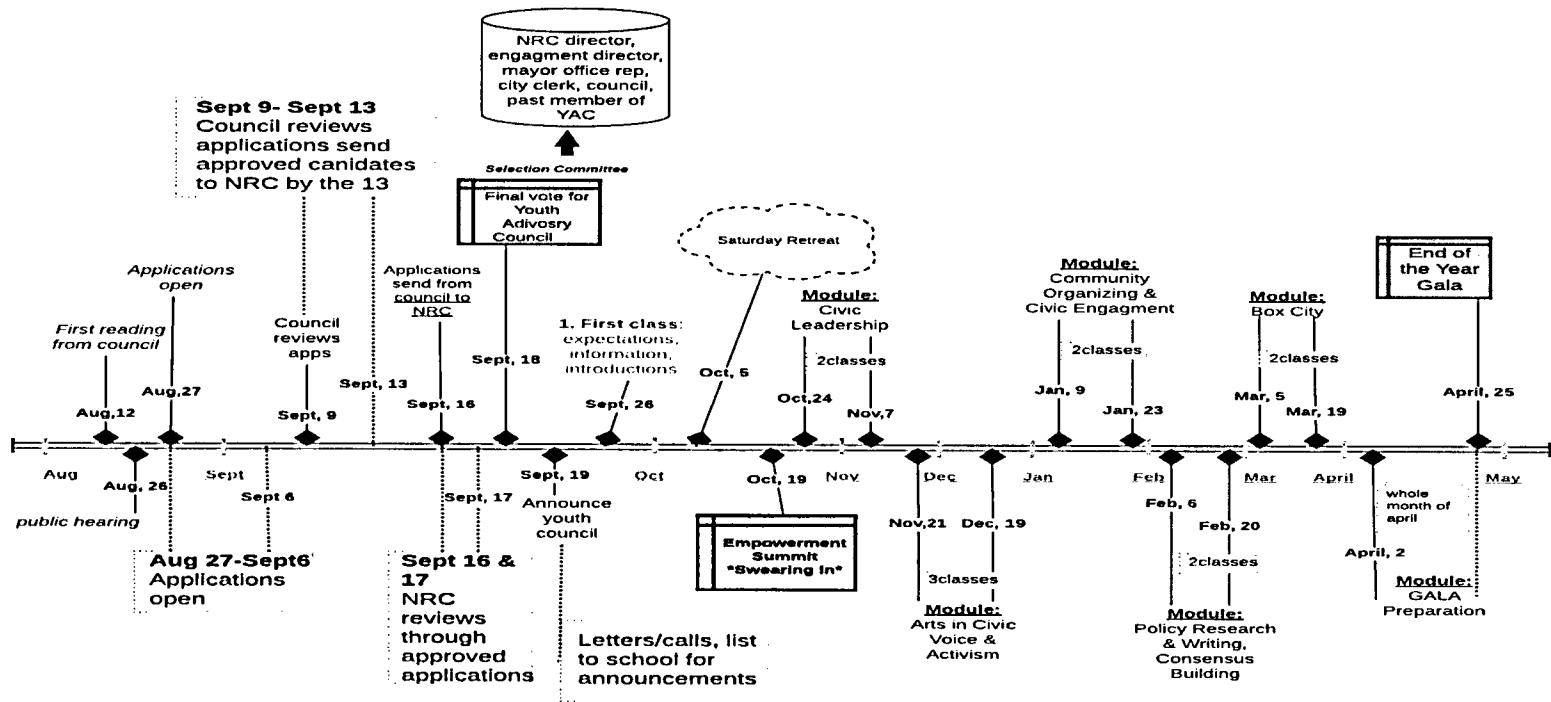 NRC director,
engagment director,
mayor office rep,
city clerk, council,
past member of
YAC
Selection Committee
Final vote for
Youth
Adivosry
Council
Sept 9- Sept 13
Council reviews
applications send
approved canidates
to NRC by the 13
Saturday Retreat
End of
the Year
Gala
Applications
open
First reading
from council
Council
reviews
apps
Applications
send from
council to
NRC
1. First class:
expectations,
information,
introductions
Module:
Civic
Leadership
2classes
Module:
Community
Organizing &
Civic Engagment
2classes
Module:
Box City
2classes
Aug,12
Aug,27
Sept, 9
Sept, 13
Sept, 16
Sept, 18
Sept, 26
Oct, 5
Oct,24
Nov,7
Jan, 9
Jan, 23
Mar, 5
Mar, 19
April, 25
Aug
Sept
Oct
Nov
Dec
Jan
Feb
Mar
April
May
Aug, 26
Sept 6
Sept, 17
Sept, 19
Oct, 19
Nov,21
Dec, 19
Feb, 6
Feb, 20
April, 2
public hearing
Announce
youth
council
Empowerment
Summit
*Swearing In*
3classes
Module:
Arts in Civic
Voice &
Activism
2classes
Module:
Policy Research
& Writing,
Consensus
Building
whole
month of
april
Module:
GALA
Preparation
Aug 27-Sept6
Applications
open
Sept 16 &
17
NRC
reviews
through
approved
applications
Letters/calls, list
to school for
announcements